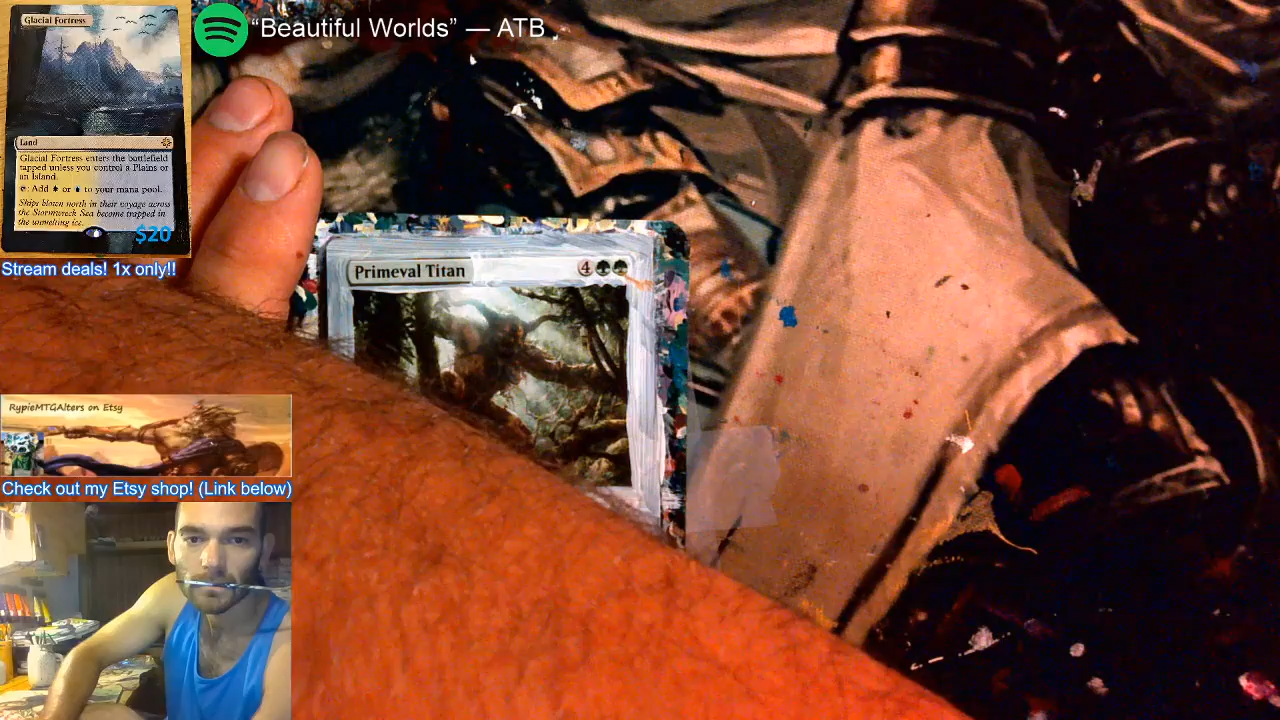 Glacial Fortress
Land
Glacial Fortress enters the battlefield
tapped unless you control a Plains or
an Island.
: Add or to your mana pool.
Ships blown north in their voyage across
the Stormwreck Sea become trapped in
the unmelting ice.
$20
Stream deals! 1x only!!
"Beautiful Worlds" — ATB
Primeval Titan
4
RypieMTGAlters on Etsy
Check out my Etsy shop! (Link below)